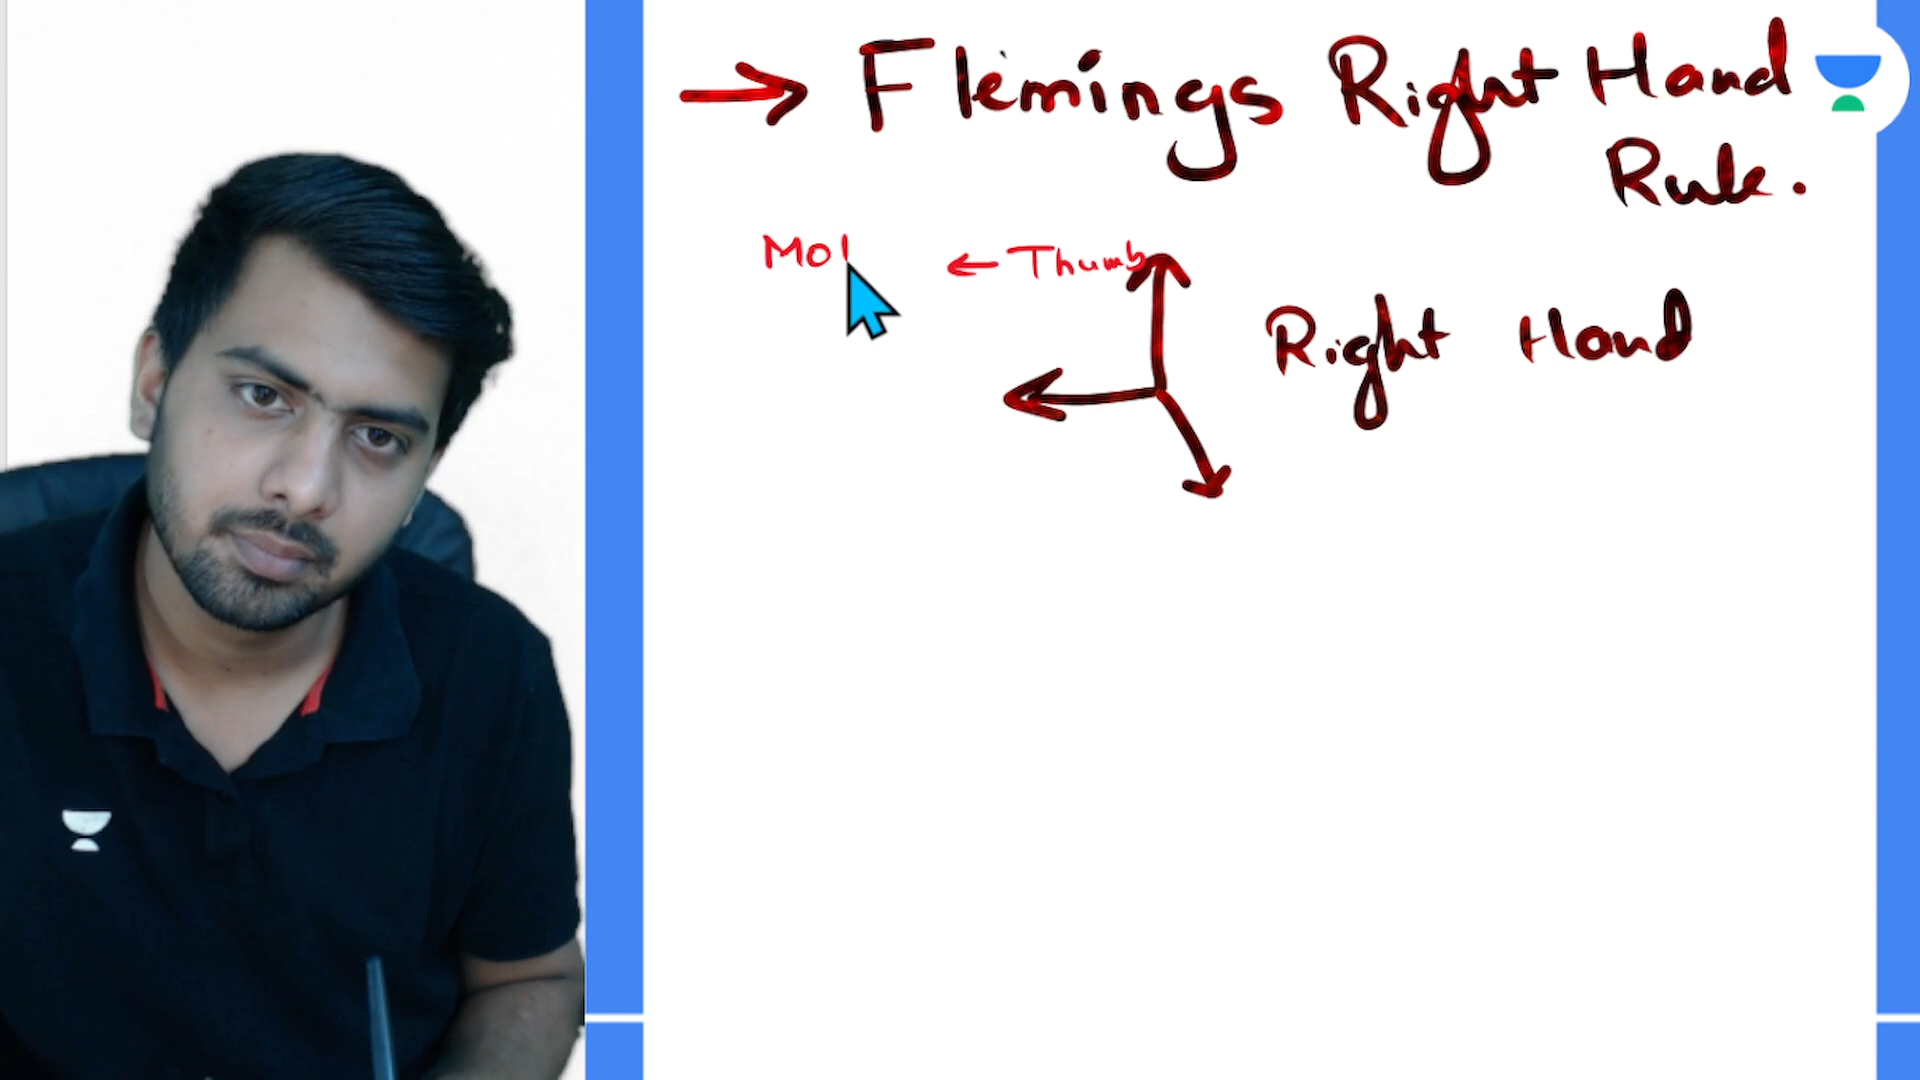 → Flemings Right Hand
Rule.
Mo ← Thumb
Right Hand